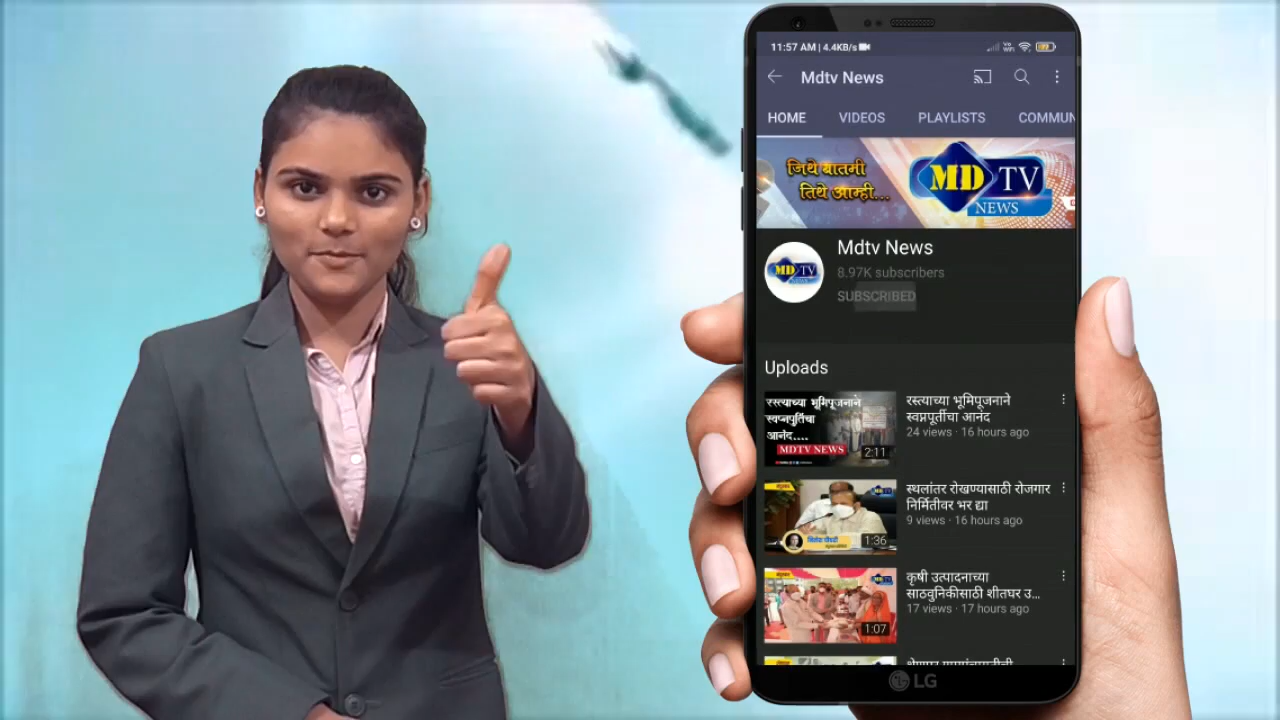 11:57 AM | 4.4KB/s
Mdtv News
HOME VIDEOS PLAYLISTS COMMUN
जिथे बातमी
तिथे आम्ही...
MD TV
NEWS
Mdtv News
MD TV
8.97K subscribers
SUBSCRIBED
Uploads
रस्त्याच्या भूमिपूजनाने
स्वप्नपुर्तिचा
आनंद....
MDTV NEWS
2:11
रस्त्याच्या भूमिपूजनाने
स्वप्नपूर्तीचा आनंद
24 views · 16 hours ago
1:36
स्थलांतर रोखण्यासाठी रोजगार
निर्मितीवर भर द्या
9 views · 16 hours ago
1:07
कृषी उत्पादनाच्या
साठवुनिकीसाठी शीतघर उ...
17 views · 17 hours ago
LG